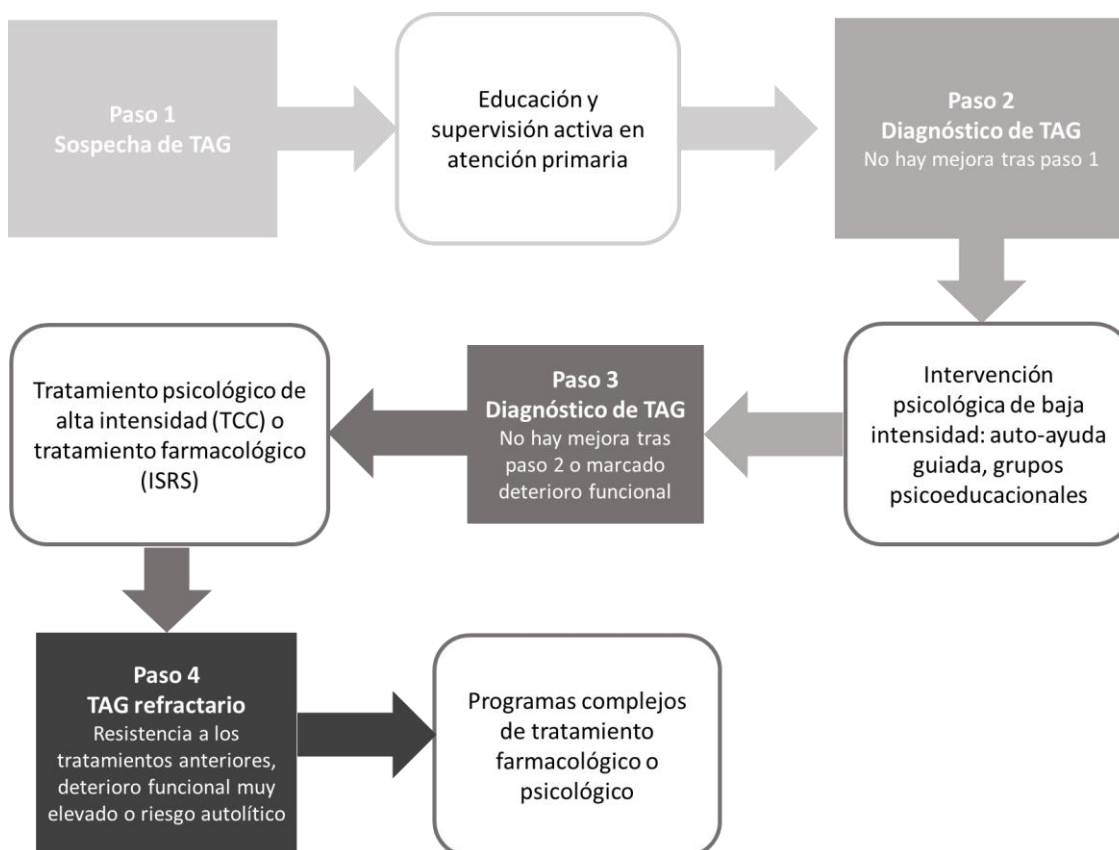 Paso 1
Sospecha de TAG
Educación y
supervisión activa en
atención primaria
Paso 2
Diagnóstico de TAG
No hay mejora tras paso 1
Intervención
psicológica de baja
intensidad: auto-ayuda
guiada, grupos
psicoeducacionales
Paso 3
Diagnóstico de TAG
No hay mejora tras
paso 2 o marcado
deterioro funcional
Tratamiento psicológico de
alta intensidad (TCC) o
tratamiento farmacológico
(ISRS)
Paso 4
TAG refractario
Resistencia a los
tratamientos anteriores,
deterioro funcional muy
elevado o riesgo autolítico
Programas complejos
de tratamiento
farmacológico o
psicológico